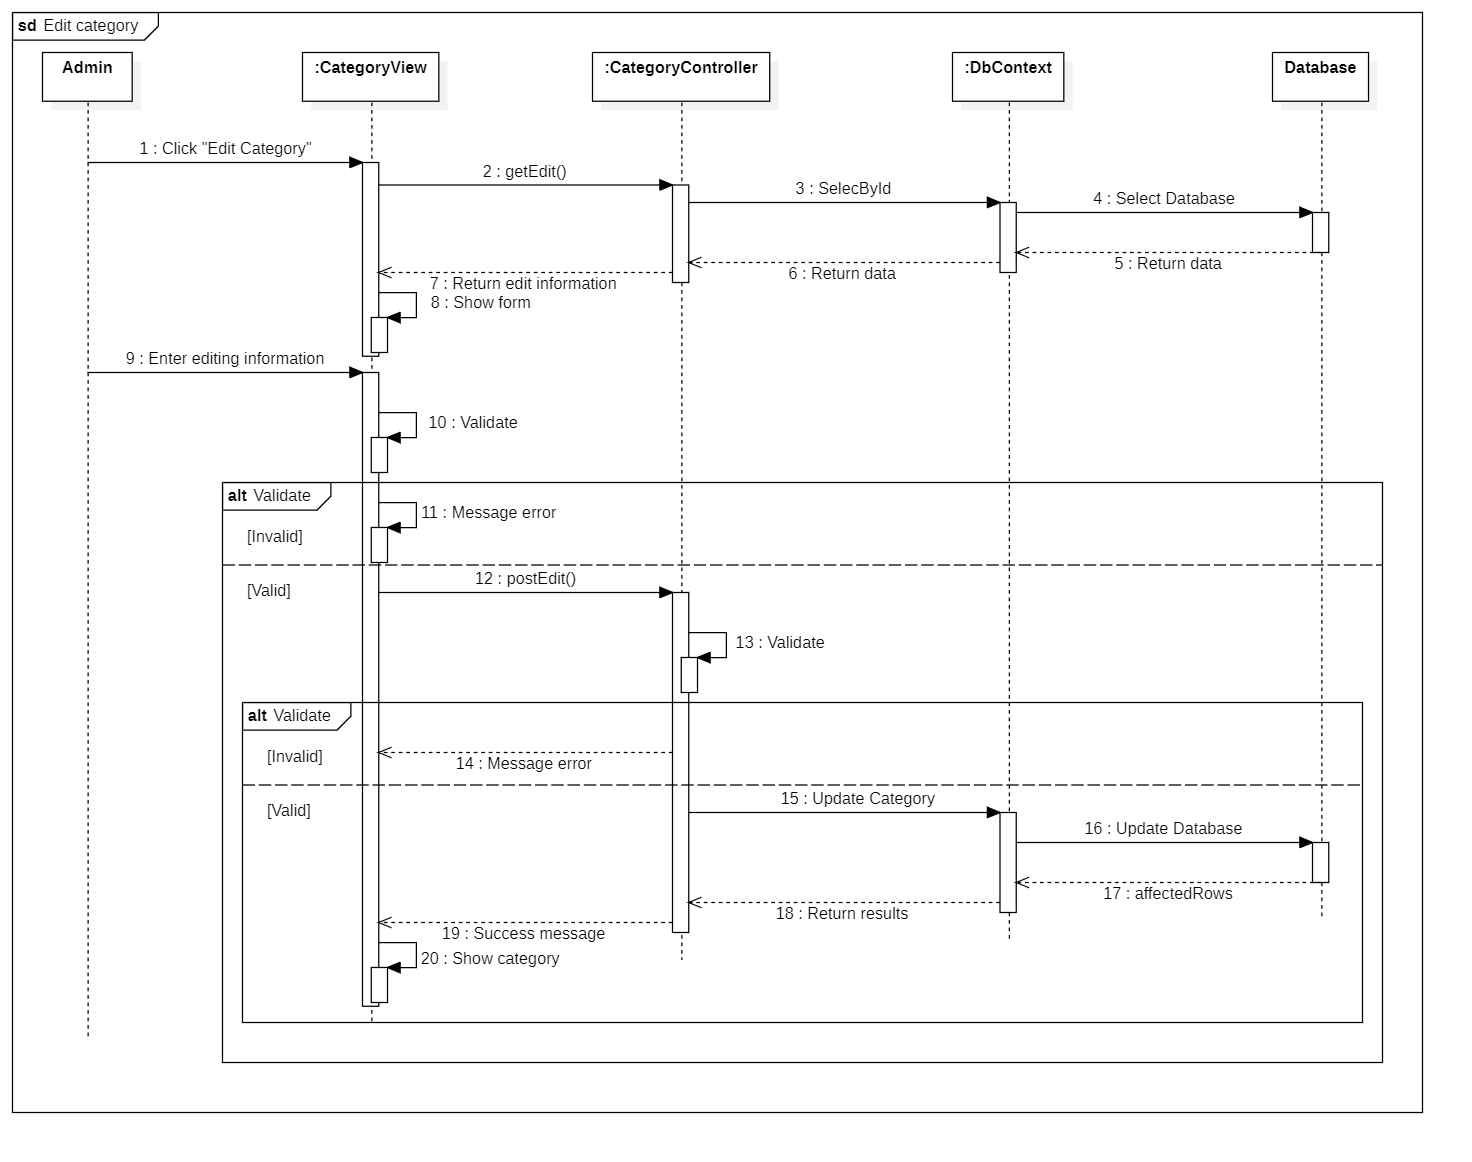 sd Edit category
Admin
:CategoryView
:CategoryController
:DbContext
Database
1 : Click "Edit Category"
2 : getEdit()
3 : SelecById
4 : Select Database
5 : Return data
6 : Return data
7 : Return edit information
8 : Show form
9 : Enter editing information
10 : Validate
alt Validate
11 : Message error
[Invalid]
12 : postEdit()
[Valid]
13 : Validate
alt Validate
[Invalid]
14 : Message error
15 : Update Category
[Valid]
16 : Update Database
17 : affectedRows
18 : Return results
19 : Success message
20 : Show category